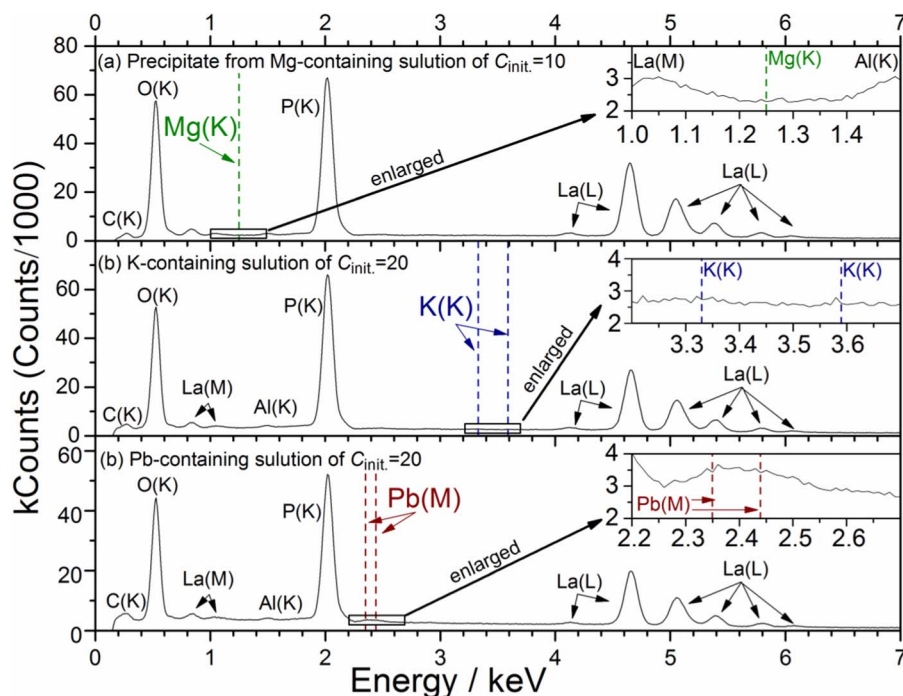 0 1 2 3 4 5 6 7
kCounts (Counts/1000)
80
60
40
20
0
(a) Precipitate from Mg-containing sulution of Cinit.=10
O(K)
P(K)
Mg(K)
C(K)
enlarged
La(L)
La(L)
La(M)
Mg(K)
Al(K)
4
3
2
1.0 1.1 1.2 1.3 1.4
(b) K-containing sulution of Cinit.=20
60
40
20
0
O(K)
P(K)
K(K)
C(K)
La(M)
Al(K)
enlarged
La(L)
La(L)
4
3
2
K(K)
K(K)
3.3 3.4 3.5 3.6
(b) Pb-containing sulution of Cinit.=20
60
40
20
0
O(K)
P(K)
Pb(M)
C(K)
La(M)
Al(K)
enlarged
La(L)
La(L)
4
3
2
Pb(M)
2.2 2.3 2.4 2.5 2.6
0 1 2 3 4 5 6 7
Energy / keV